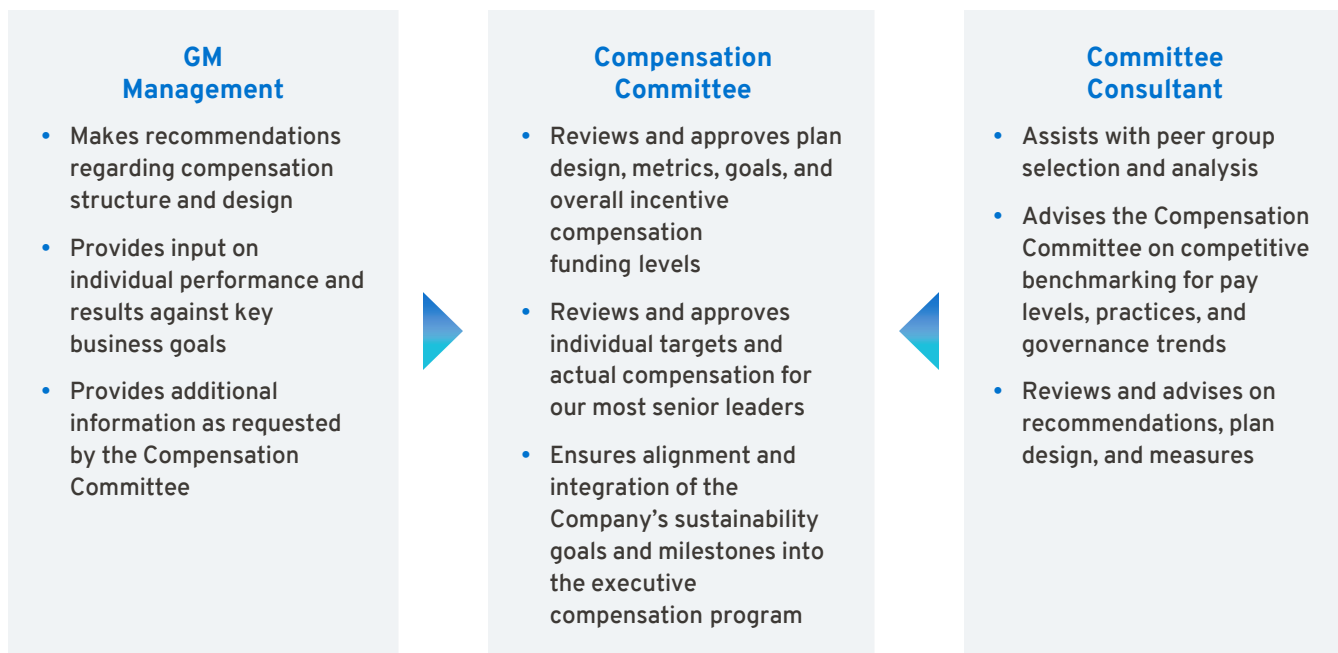 GM
Management
• Makes recommendations
regarding compensation
structure and design
• Provides input on
individual performance and
results against key
business goals
• Provides additional
information as requested
by the Compensation
Committee
Compensation
Committee
• Reviews and approves plan
design, metrics, goals, and
overall incentive
compensation
funding levels
• Reviews and approves
individual targets and
actual compensation for
our most senior leaders
• Ensures alignment and
integration of the
Company’s sustainability
goals and milestones into
the executive
compensation program
Committee
Consultant
• Assists with peer group
selection and analysis
• Advises the Compensation
Committee on competitive
benchmarking for pay
levels, practices, and
governance trends
• Reviews and advises on
recommendations, plan
design, and measures